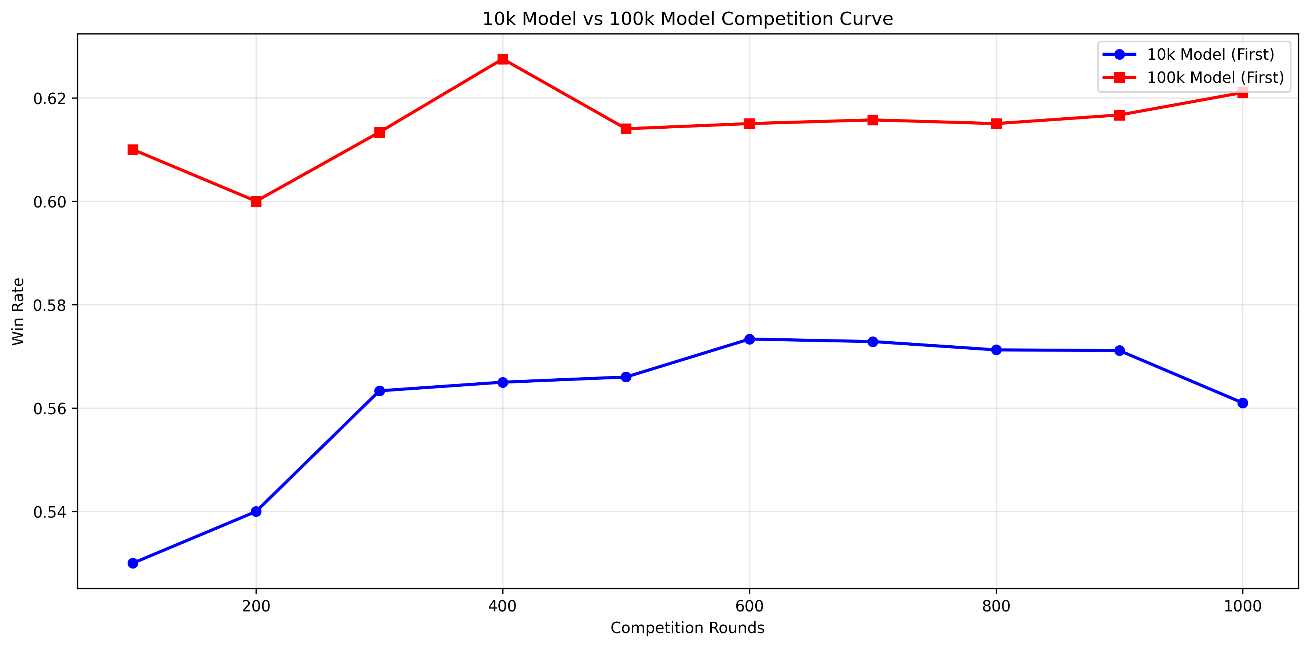 10k Model vs 100k Model Competition Curve
10k Model (First)
100k Model (First)
Win Rate
0.62
0.60
0.58
0.56
0.54
200 400 600 800 1000
Competition Rounds